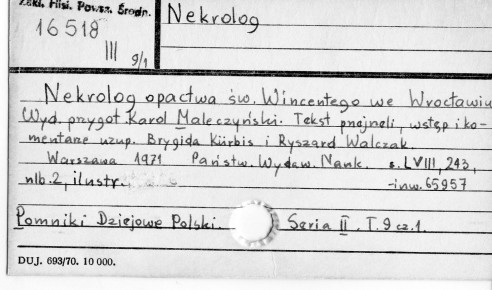 Zakł. Hist. Powsz. Średn.
16518
III 9/1
Nekrolog
Nekrolog opactwa św. Wincentego we Wrocławiu
Wyd. przygot. Karol Maleczyński. Tekst przejrzeli, wstęp i ko-
mentarze uzup. Brygida Kürbis i Ryszard Walczak.
Warszawa 1971 Państw. Wydaw. Nauk. s. LVIII, 243,
nlb. 2, ilustr. -inw. 65957
Pomniki Dziejowe Polski. Seria II. T. 9 cz. 1.
DUJ. 693/70. 10 000.